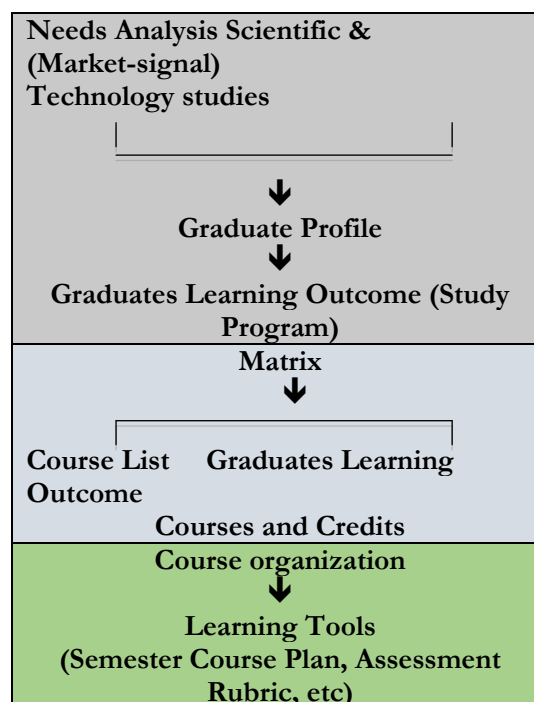 Needs Analysis Scientific &
(Market-signal)
Technology studies
Graduate Profile
Graduates Learning Outcome (Study
Program)
Matrix
Course List Graduates Learning
Outcome
Courses and Credits
Course organization
Learning Tools
(Semester Course Plan, Assessment
Rubric, etc)